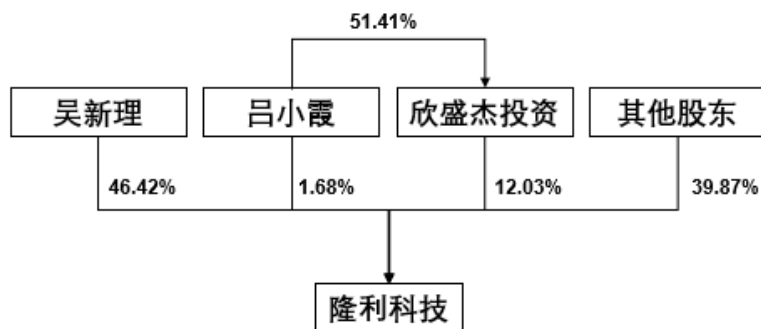 51.41%
吴新理
吕小霞
欣盛杰投资
其他股东
46.42%
1.68%
12.03%
39.87%
隆利科技